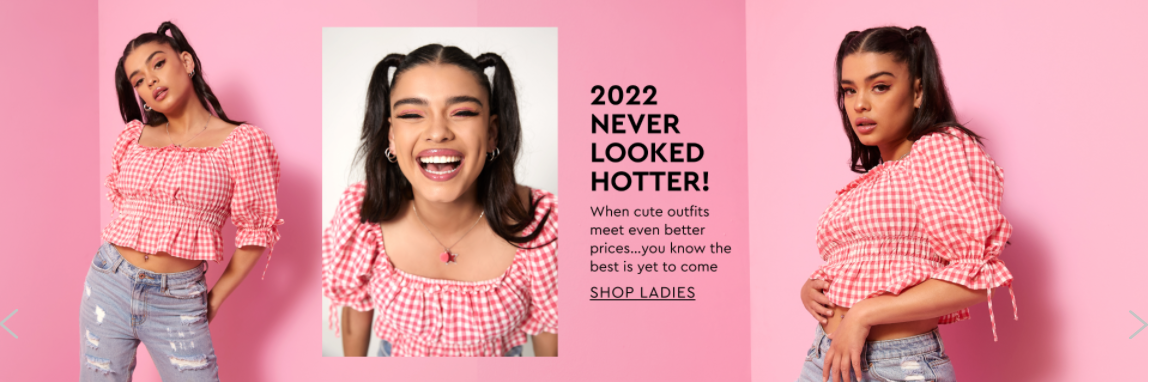 2022
NEVER
LOOKED
HOTTER!
When cute outfits
meet even better
prices...you know the
best is yet to come
SHOP LADIES